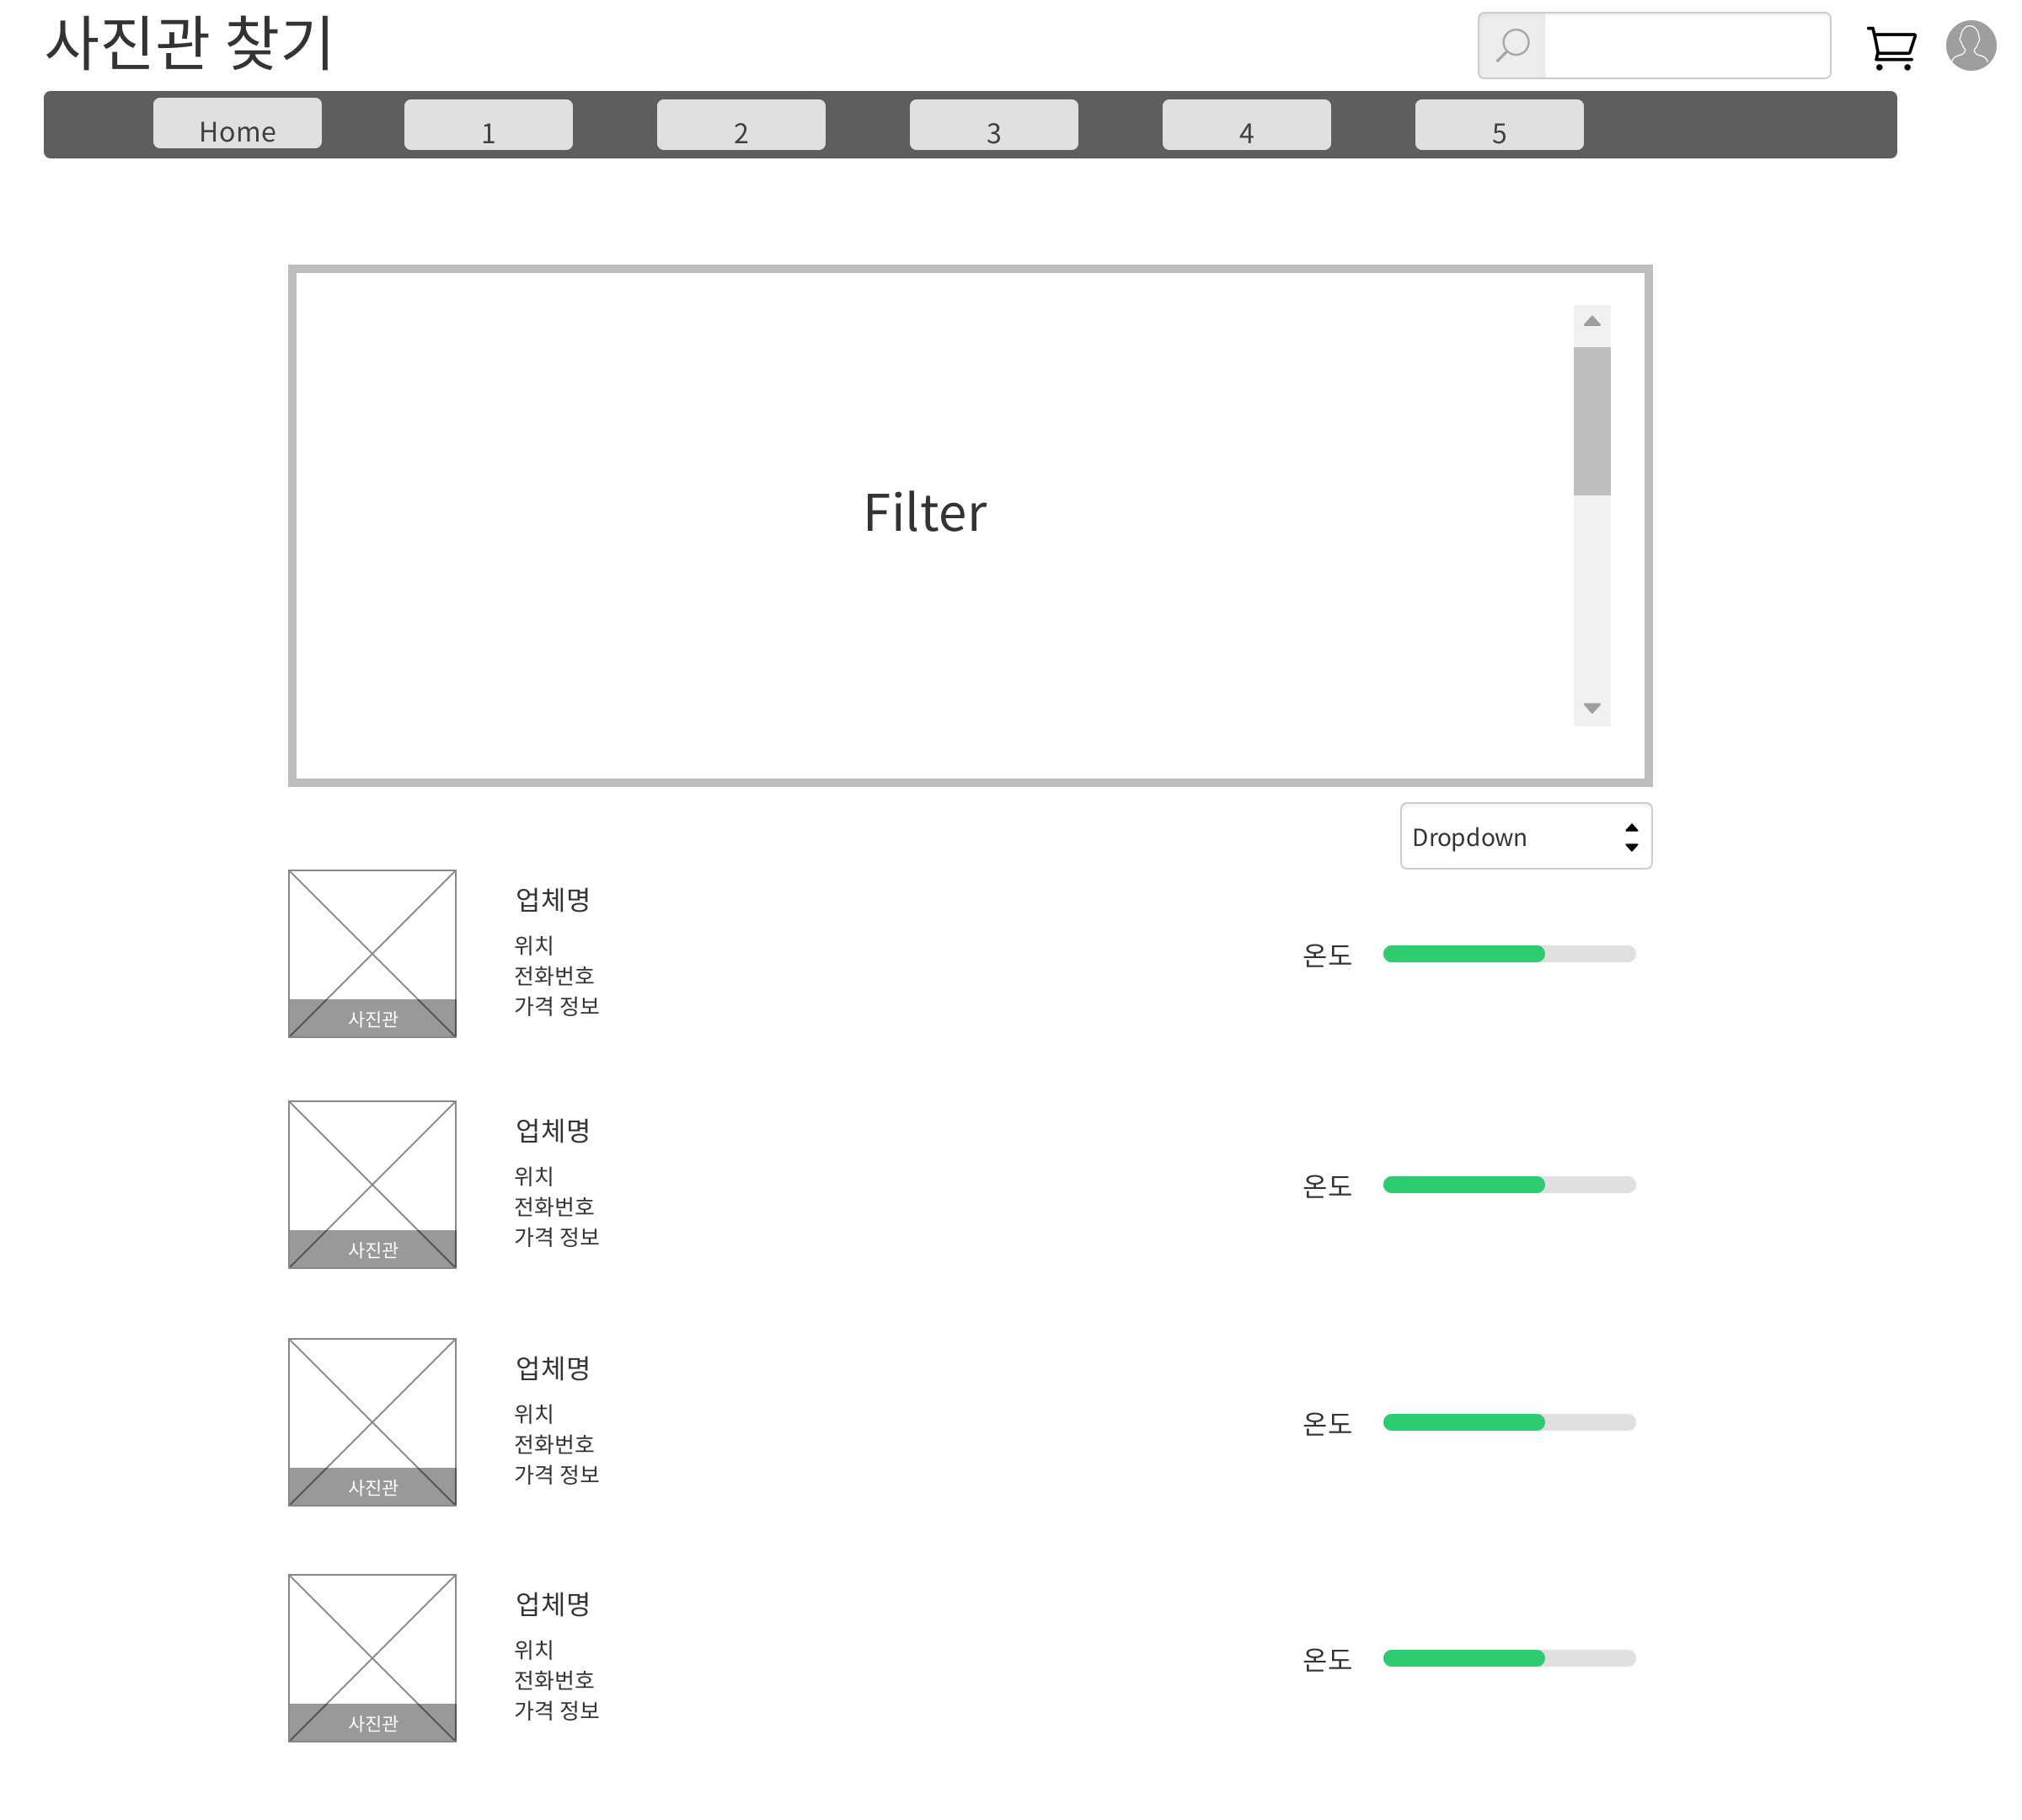 사진관 찾기
Home 1 2 3 4 5
Filter
Dropdown
업체명
위치
전화번호
가격 정보
온도
사진관
업체명
위치
전화번호
가격 정보
온도
사진관
업체명
위치
전화번호
가격 정보
온도
사진관
업체명
위치
전화번호
가격 정보
온도
사진관